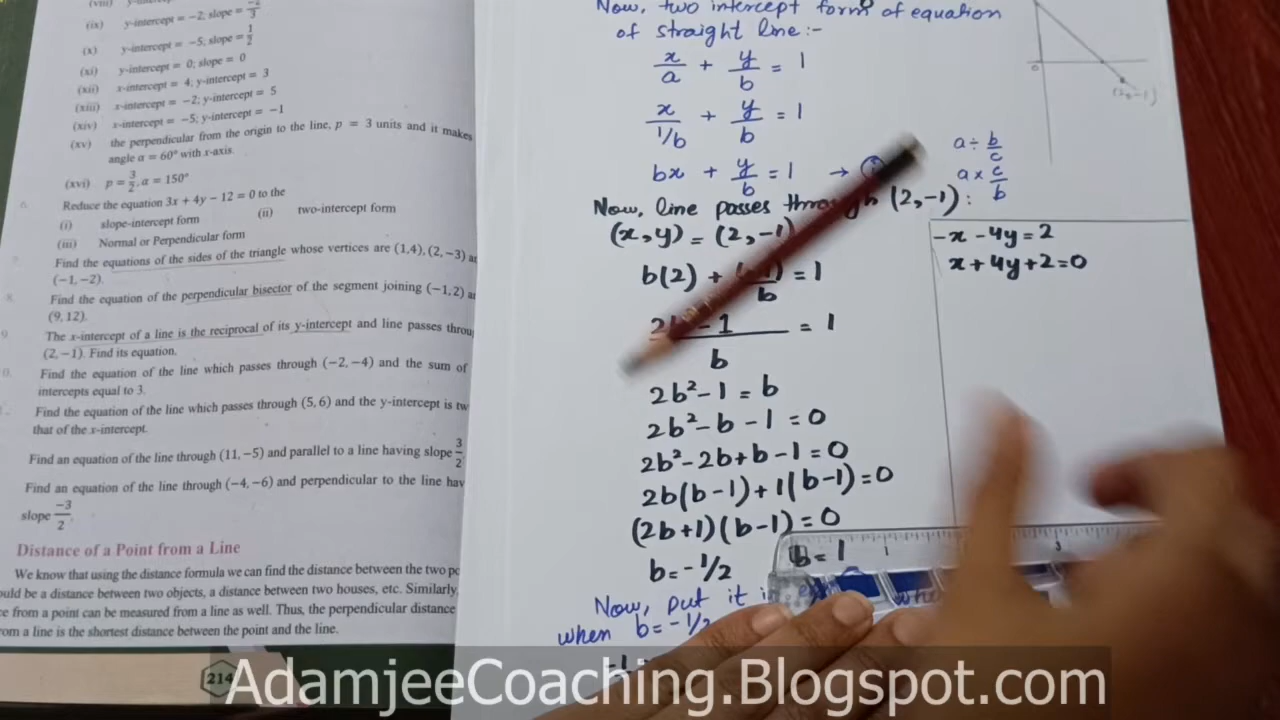 (viii)
(ix) y-intercept = −2; slope = −2/3
(x) y-intercept = −5; slope = 1/2
(xi) y-intercept = 0; slope = 0
(xii) x-intercept = 4; y-intercept = 3
(xiii) x-intercept = −2; y-intercept = 5
(xiv) x-intercept = −5; y-intercept = −1
(xv) the perpendicular from the origin to the line, p = 3 units and it makes
angle α = 60° with x-axis.
(xvi) p = 3/2, α = 150°
6. Reduce the equation 3x + 4y − 12 = 0 to the
(i) slope-intercept form (ii) two-intercept form
(iii) Normal or Perpendicular form
Find the equations of the sides of the triangle whose vertices are (1,4), (2,−3)
(−1,−2).
8. Find the equation of the perpendicular bisector of the segment joining (−1,2)
(9,12).
9. The x-intercept of a line is the reciprocal of its y-intercept and line passes
(2,−1). Find its equation.
Find the equation of the line which passes through (−2,−4) and the sum of
intercepts equal to 3.
Find the equation of the line which passes through (5,6) and the y-intercept is
that of the x-intercept.
Find an equation of the line through (11,−5) and parallel to a line having slope 3/2
Find an equation of the line through (−4,−6) and perpendicular to the line
slope −3/2
Distance of a Point from a Line
We know that using the distance formula we can find the distance between the two
distance between two objects, a distance between two houses, etc. Similarly,
from a point can be measured from a line as well. Thus, the perpendicular distance
from a line is the shortest distance between the point and the line.
214
Now, two intercept form of equation
of straight line:-
x/a + y/b = 1
x/1/b + y/b = 1
bx + y/b = 1 →
Now, line passes through (2,−1):
(x,y) = (2,−1)
b(2) + (−1)/b = 1
− 1/b = 1
2b² − 1 = b
2b² − b − 1 = 0
2b² − 2b + b − 1 = 0
2b(b − 1) + 1(b − 1) = 0
(2b + 1)(b − 1) = 0
b = −1/2 b = 1
Now, put it in
when b = −1/2
0
(2,−1)
a ÷ b/c
a × c/b
−x − 4y = 2
x + 4y + 2 = 0
1 3
AdamjeeCoaching.Blogspot.com